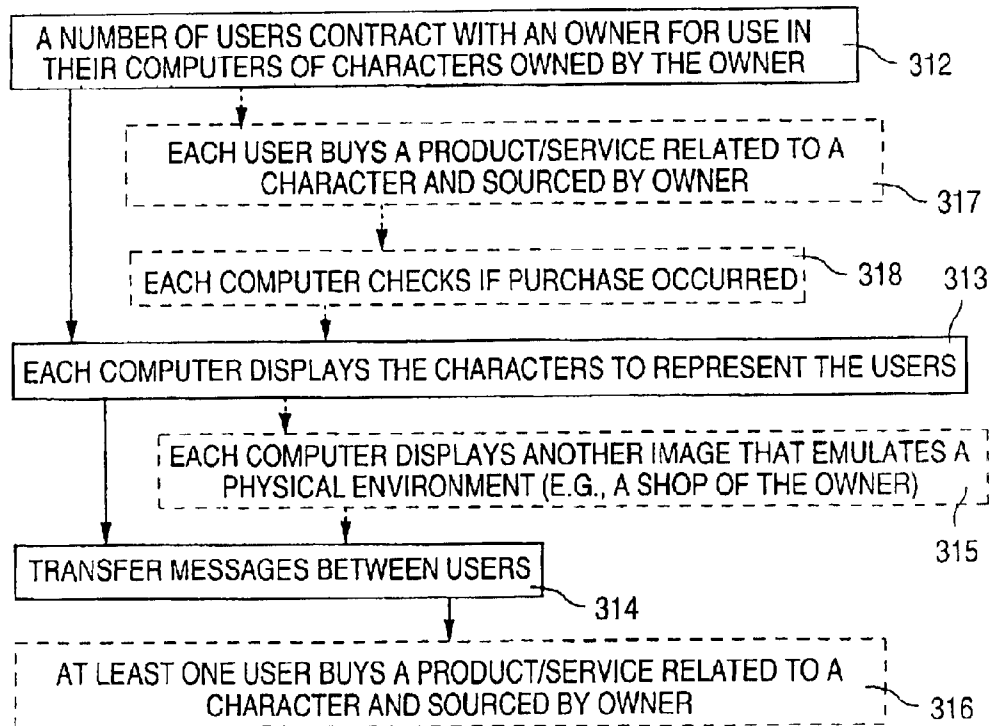 A NUMBER OF USERS CONTRACT WITH AN OWNER FOR USE IN
THEIR COMPUTERS OF CHARACTERS OWNED BY THE OWNER
312
EACH USER BUYS A PRODUCT/SERVICE RELATED TO A
CHARACTER AND SOURCED BY OWNER
317
EACH COMPUTER CHECKS IF PURCHASE OCCURRED
318
313
EACH COMPUTER DISPLAYS THE CHARACTERS TO REPRESENT THE USERS
EACH COMPUTER DISPLAYS ANOTHER IMAGE THAT EMULATES A
PHYSICAL ENVIRONMENT (E.G., A SHOP OF THE OWNER)
315
TRANSFER MESSAGES BETWEEN USERS
314
AT LEAST ONE USER BUYS A PRODUCT/SERVICE RELATED TO A
CHARACTER AND SOURCED BY OWNER
316